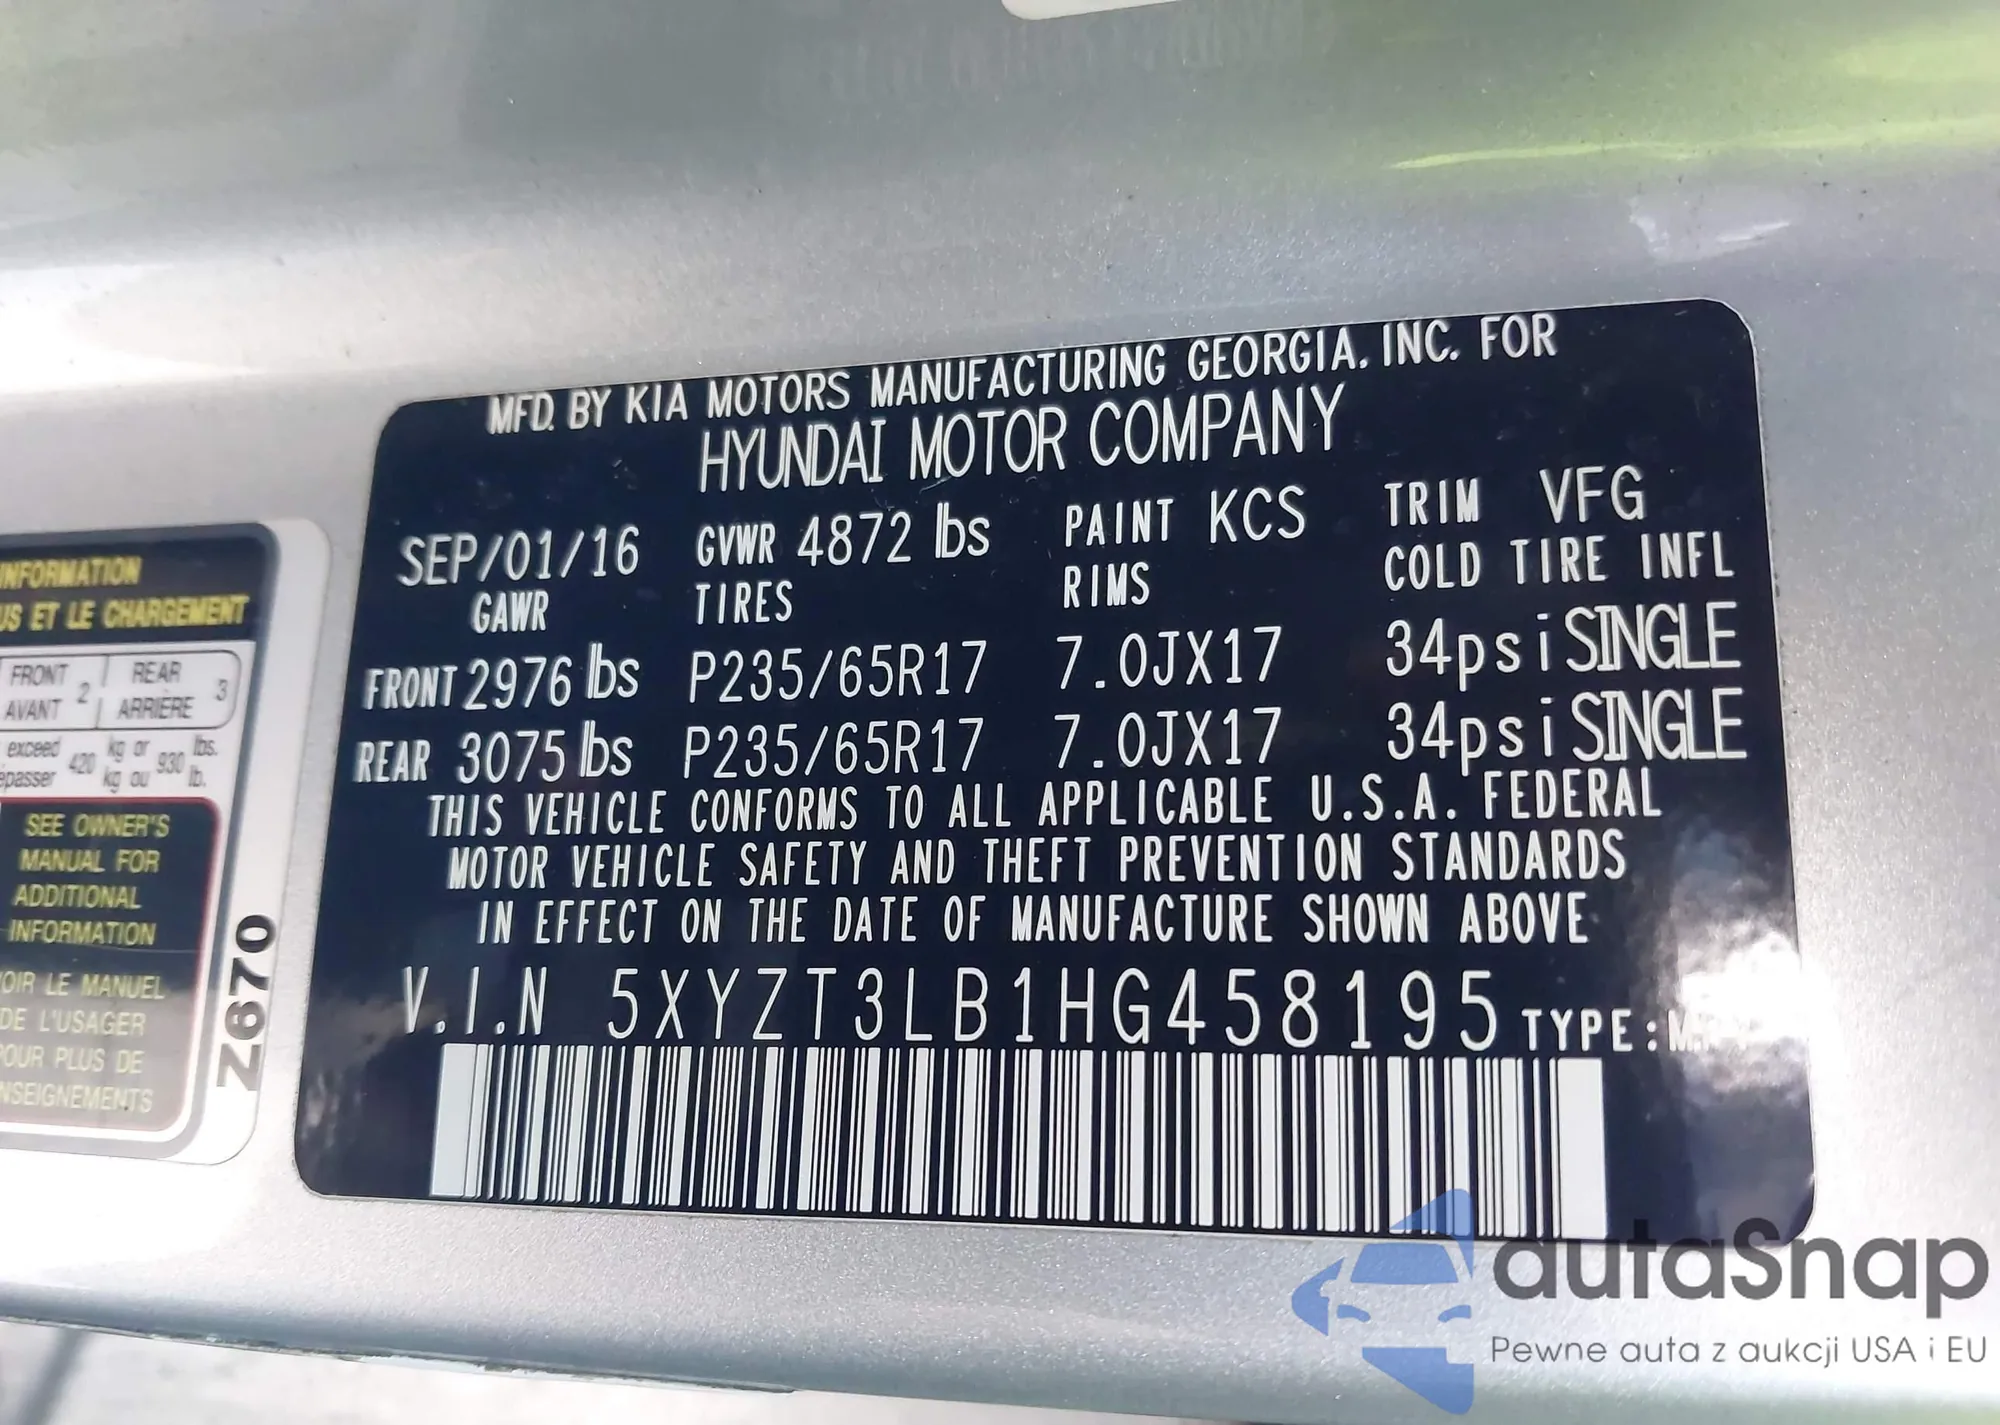 MFD. BY KIA MOTORS MANUFACTURING GEORGIA. INC. FOR
HYUNDAI MOTOR COMPANY
SEP/01/16 GVWR 4872 lbs PAINT KCS TRIM VFG
GAWR TIRES RIMS COLD TIRE INFL
FRONT 2976 lbs P235/65R17 7.0JX17 34psi SINGLE
REAR 3075 lbs P235/65R17 7.0JX17 34psi SINGLE
THIS VEHICLE CONFORMS TO ALL APPLICABLE U.S.A. FEDERAL
MOTOR VEHICLE SAFETY AND THEFT PREVENTION STANDARDS
IN EFFECT ON THE DATE OF MANUFACTURE SHOWN ABOVE
V.I.N 5XYZT3LB1HG458195 TYPE:
INFORMATION
ET LE CHARGEMENT
FRONT 2 REAR 3
AVANT ARRIÈRE
exceed 420 kg or 930 lbs.
kg ou lb.
SEE OWNER'S
MANUAL FOR
ADDITIONAL
INFORMATION
LE MANUEL
DE L'USAGER
POUR PLUS DE
Z670
autaSnap
Pewne auta z aukcji USA i EU